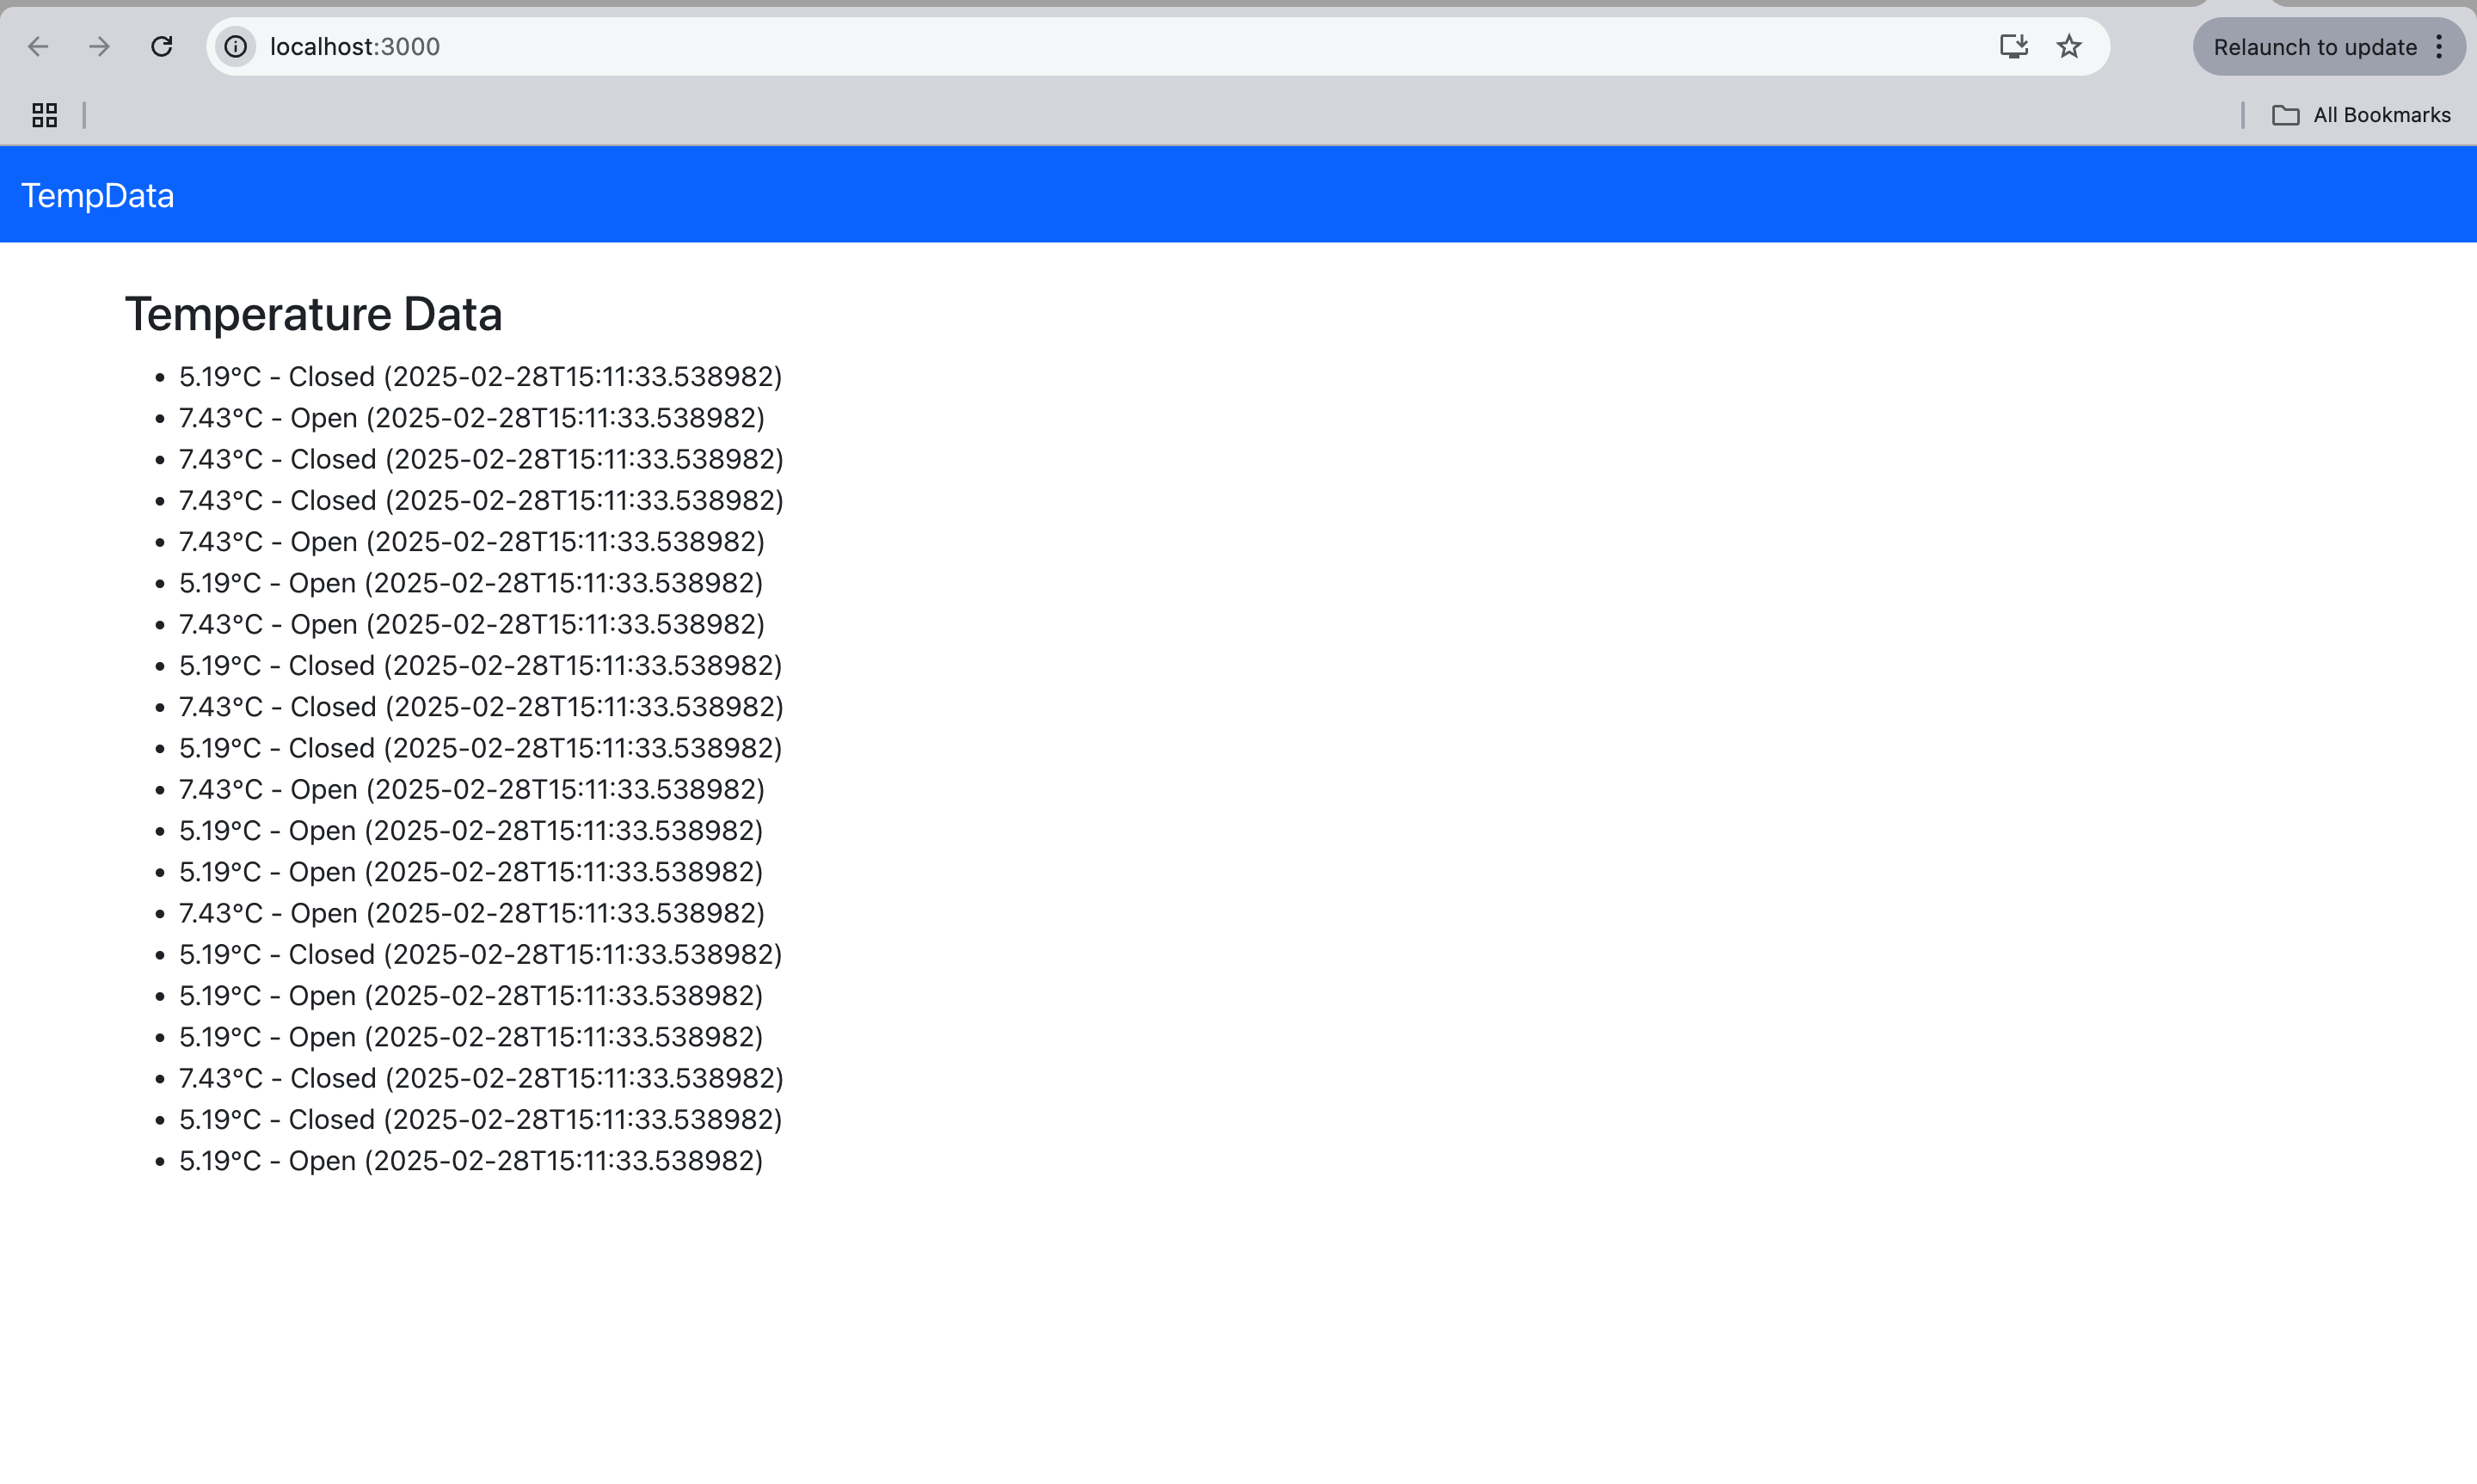 localhost:3000
Relaunch to update
All Bookmarks
TempData
Temperature Data
5.19°C - Closed (2025-02-28T15:11:33.538982)
7.43°C - Open (2025-02-28T15:11:33.538982)
7.43°C - Closed (2025-02-28T15:11:33.538982)
7.43°C - Closed (2025-02-28T15:11:33.538982)
7.43°C - Open (2025-02-28T15:11:33.538982)
5.19°C - Open (2025-02-28T15:11:33.538982)
7.43°C - Open (2025-02-28T15:11:33.538982)
5.19°C - Closed (2025-02-28T15:11:33.538982)
7.43°C - Closed (2025-02-28T15:11:33.538982)
5.19°C - Closed (2025-02-28T15:11:33.538982)
7.43°C - Open (2025-02-28T15:11:33.538982)
5.19°C - Open (2025-02-28T15:11:33.538982)
5.19°C - Open (2025-02-28T15:11:33.538982)
7.43°C - Open (2025-02-28T15:11:33.538982)
5.19°C - Closed (2025-02-28T15:11:33.538982)
5.19°C - Open (2025-02-28T15:11:33.538982)
5.19°C - Open (2025-02-28T15:11:33.538982)
7.43°C - Closed (2025-02-28T15:11:33.538982)
5.19°C - Closed (2025-02-28T15:11:33.538982)
5.19°C - Open (2025-02-28T15:11:33.538982)